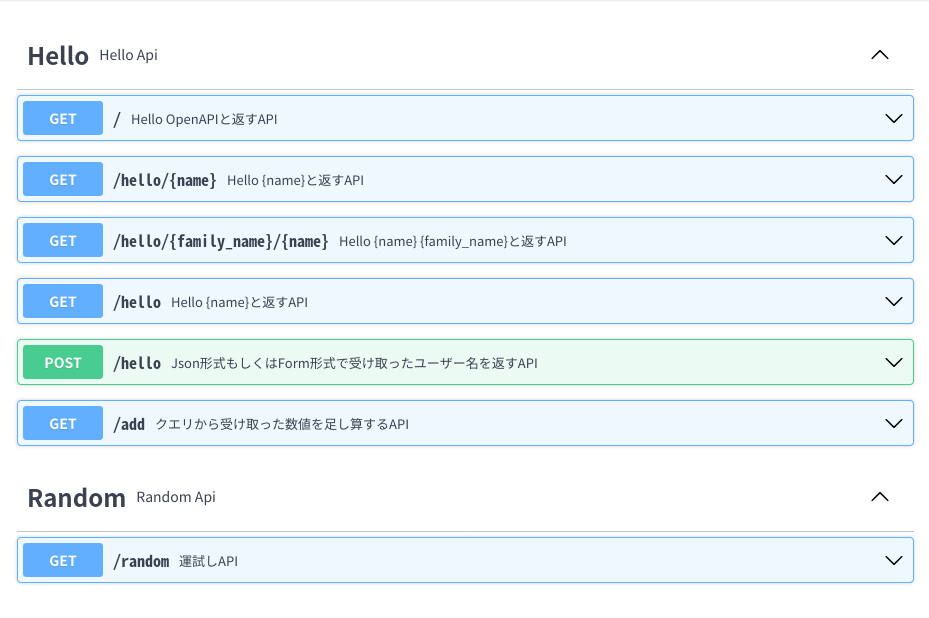 Hello Hello Api
GET / Hello OpenAPIと返すAPI
GET /hello/{name} Hello {name}と返すAPI
GET /hello/{family_name}/{name} Hello {name} {family_name}と返すAPI
GET /hello Hello {name}と返すAPI
POST /hello Json形式もしくはForm形式で受け取ったユーザー名を返すAPI
GET /add クエリから受け取った数値を足し算するAPI
Random Random Api
GET /random 運試しAPI